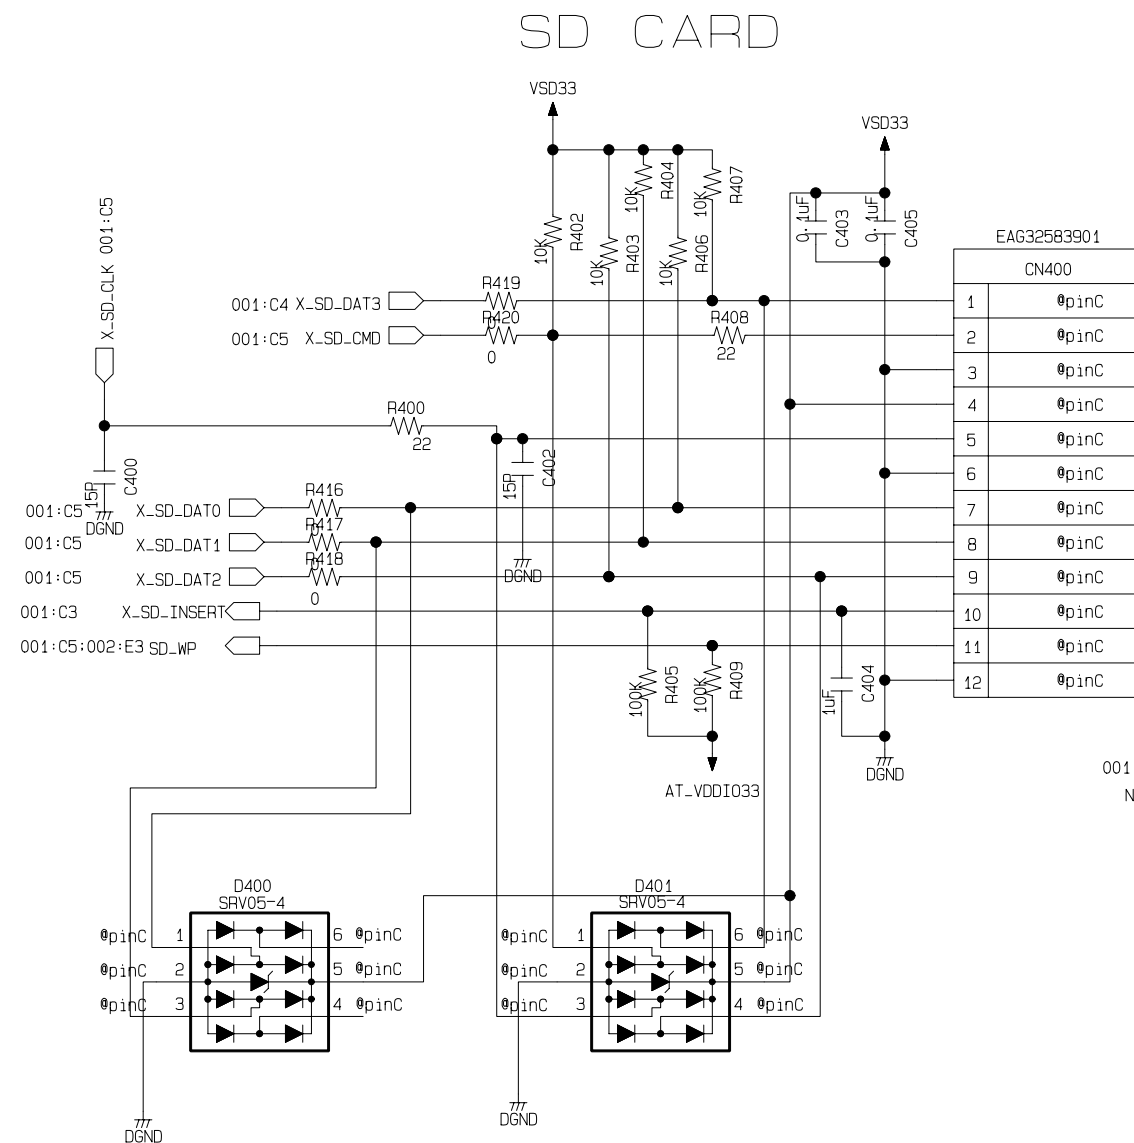 SD CARD
VSD33
VSD33
X_SD_CLK 001:C5
10K
R402
10K
R403
10K
R404
10K
R406
10K
R407
0.1uF
C403
0.1uF
C405
EAG32583901
CN400
001:C4 X_SD_DAT3
R419
0
1 @pinC
001:C5 X_SD_CMD
R420
0
R408
22
2 @pinC
3 @pinC
4 @pinC
R400
22
5 @pinC
15P
C400
DGND
15P
C402
DGND
6 @pinC
001:C5 X_SD_DAT0
R416
0
7 @pinC
001:C5 X_SD_DAT1
R417
0
8 @pinC
001:C5 X_SD_DAT2
R418
0
9 @pinC
001:C3 X_SD_INSERT
10 @pinC
001:C5;002:E3 SD_WP
11 @pinC
12 @pinC
100K
R405
100K
R409
1uF
C404
DGND
AT_VDDIO33
001
N
D400
SRV05-4
@pinC 1 6 @pinC
@pinC 2 5 @pinC
@pinC 3 4 @pinC
DGND
D401
SRV05-4
@pinC 1 6 @pinC
@pinC 2 5 @pinC
@pinC 3 4 @pinC
DGND